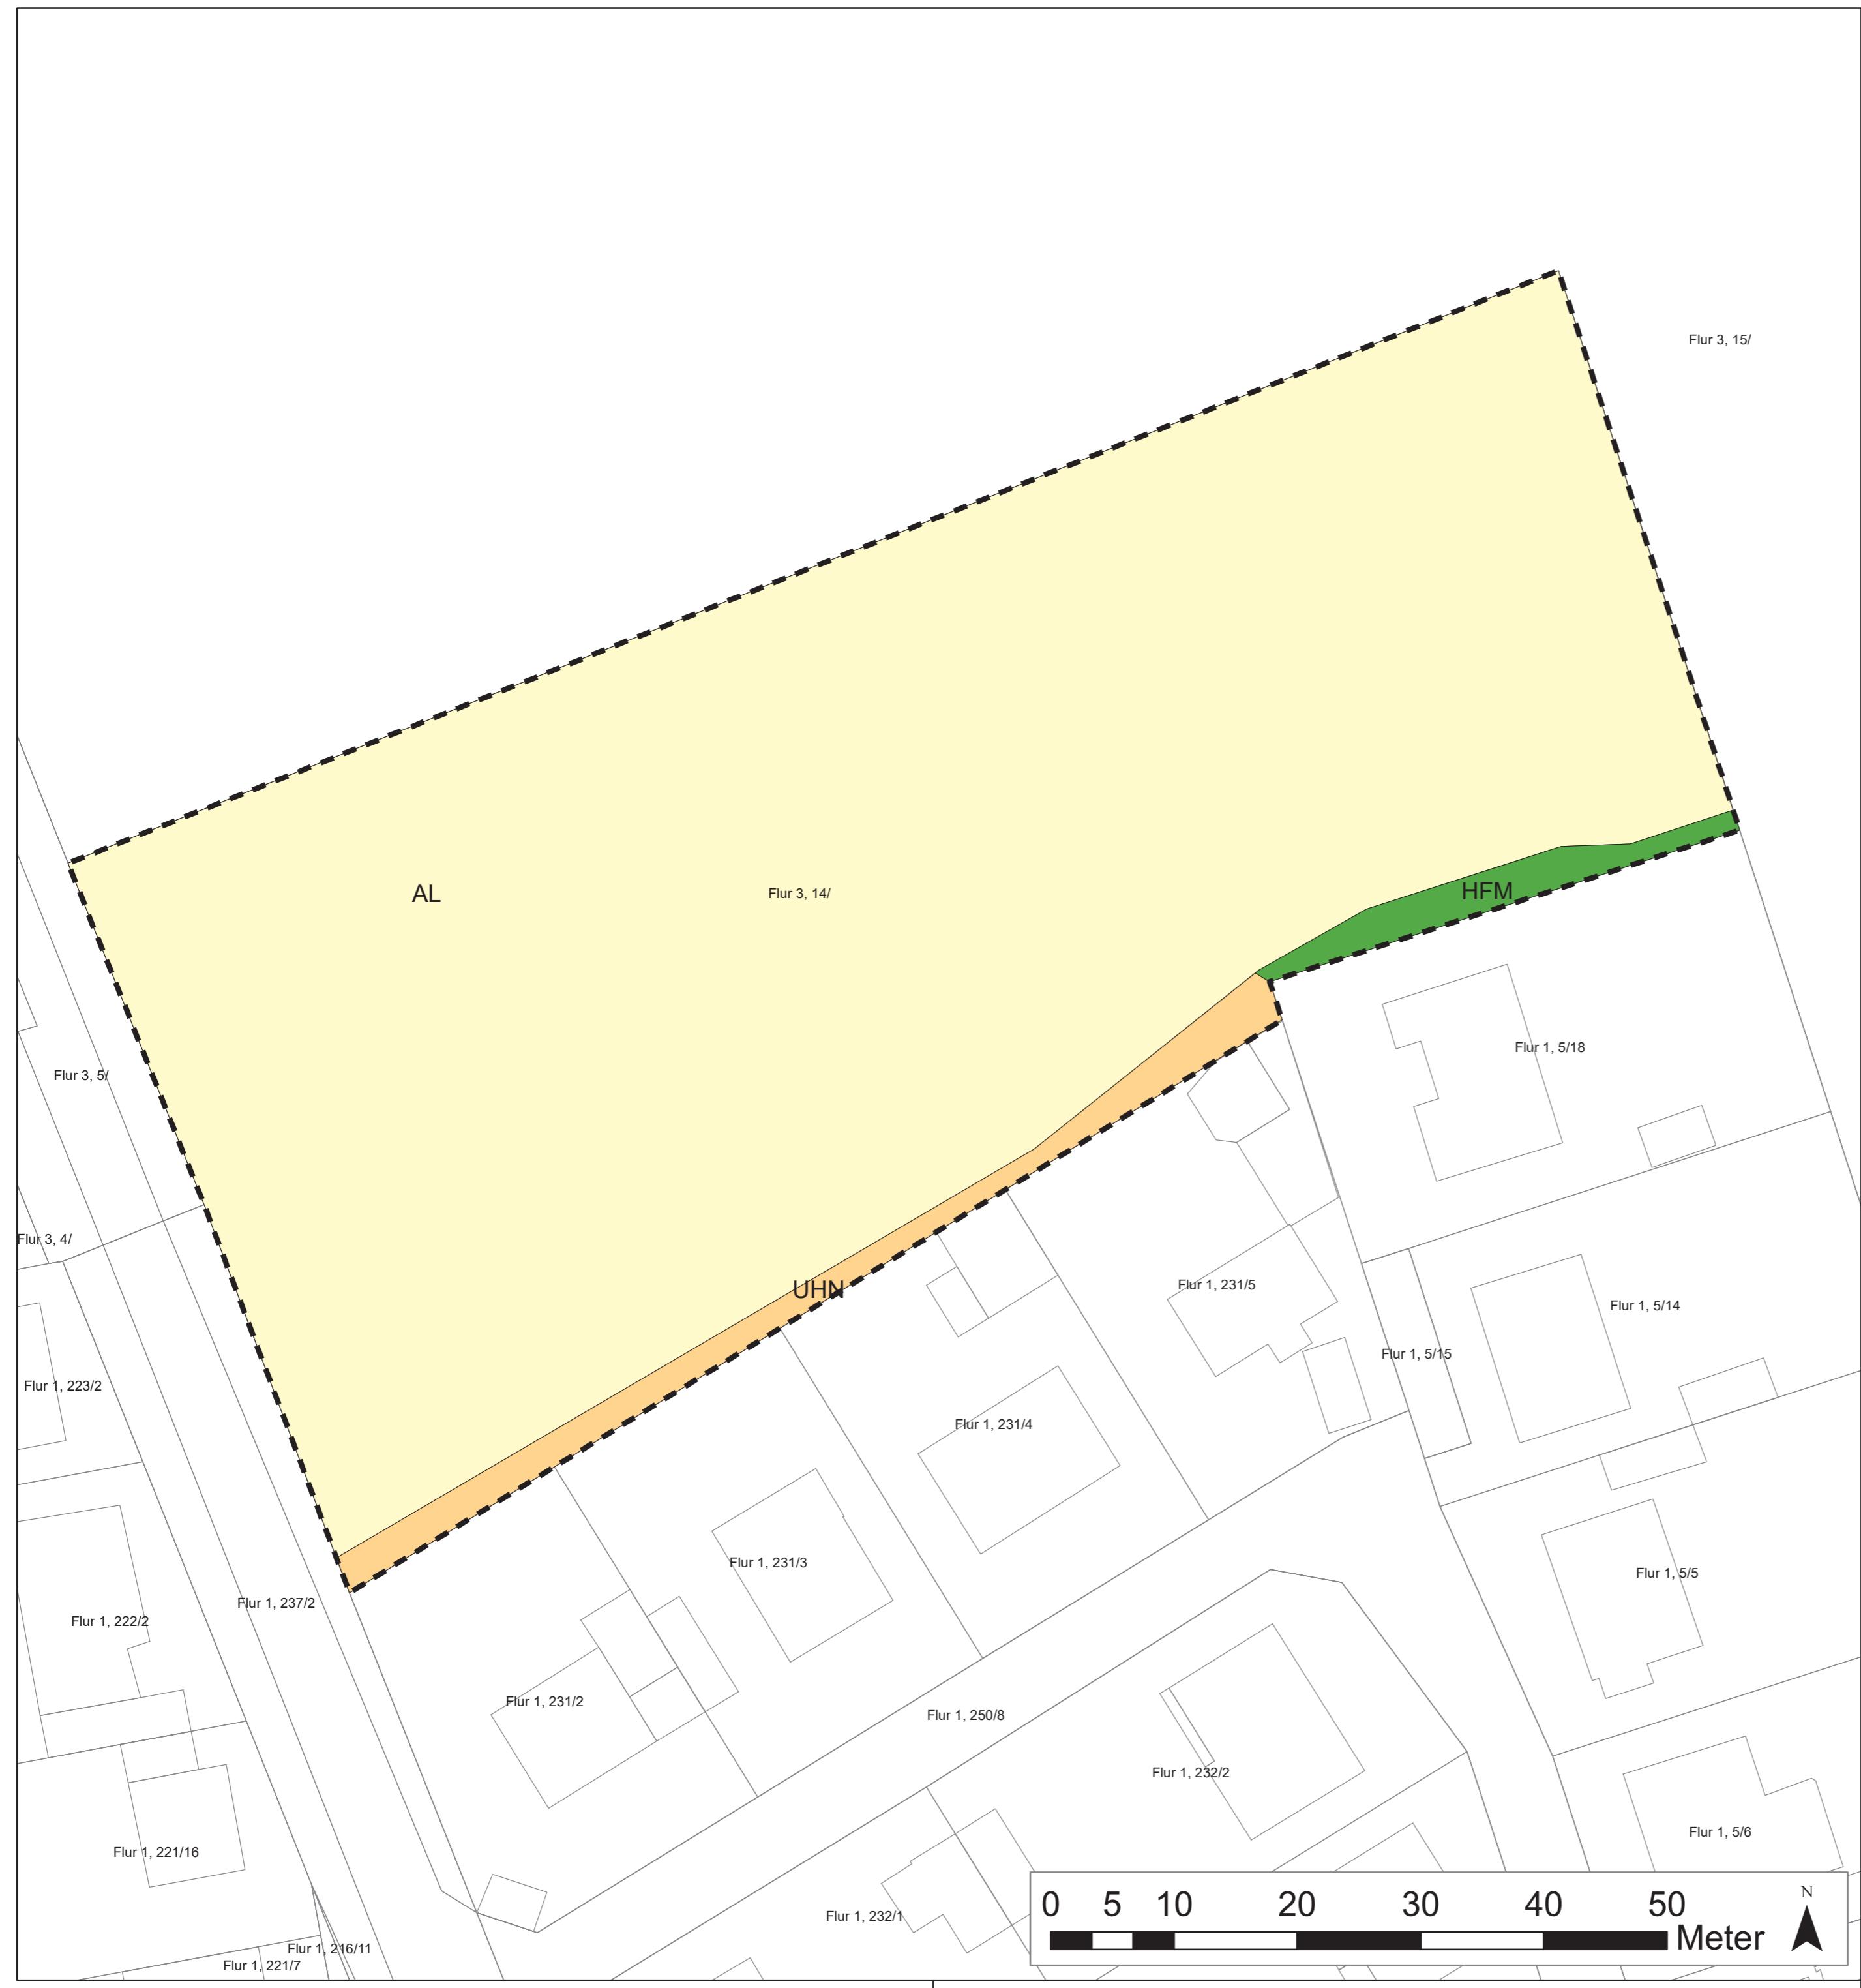 Flur 3, 15/
AL
Flur 3, 14/
HFM
Flur 1, 5/18
Flur 3, 5/
Flur 3, 4/
UHN
Flur 1, 231/5
Flur 1, 5/14
Flur 1, 5/15
Flur 1, 223/2
Flur 1, 231/4
Flur 1, 231/3
Flur 1, 5/5
Flur 1, 237/2
Flur 1, 222/2
Flur 1, 231/2
Flur 1, 250/8
Flur 1, 232/2
Flur 1, 5/6
Flur 1, 221/16
Flur 1, 232/1
Flur 1, 216/11
Flur 1, 221/7
0 5 10 20 30 40 50
Meter
N